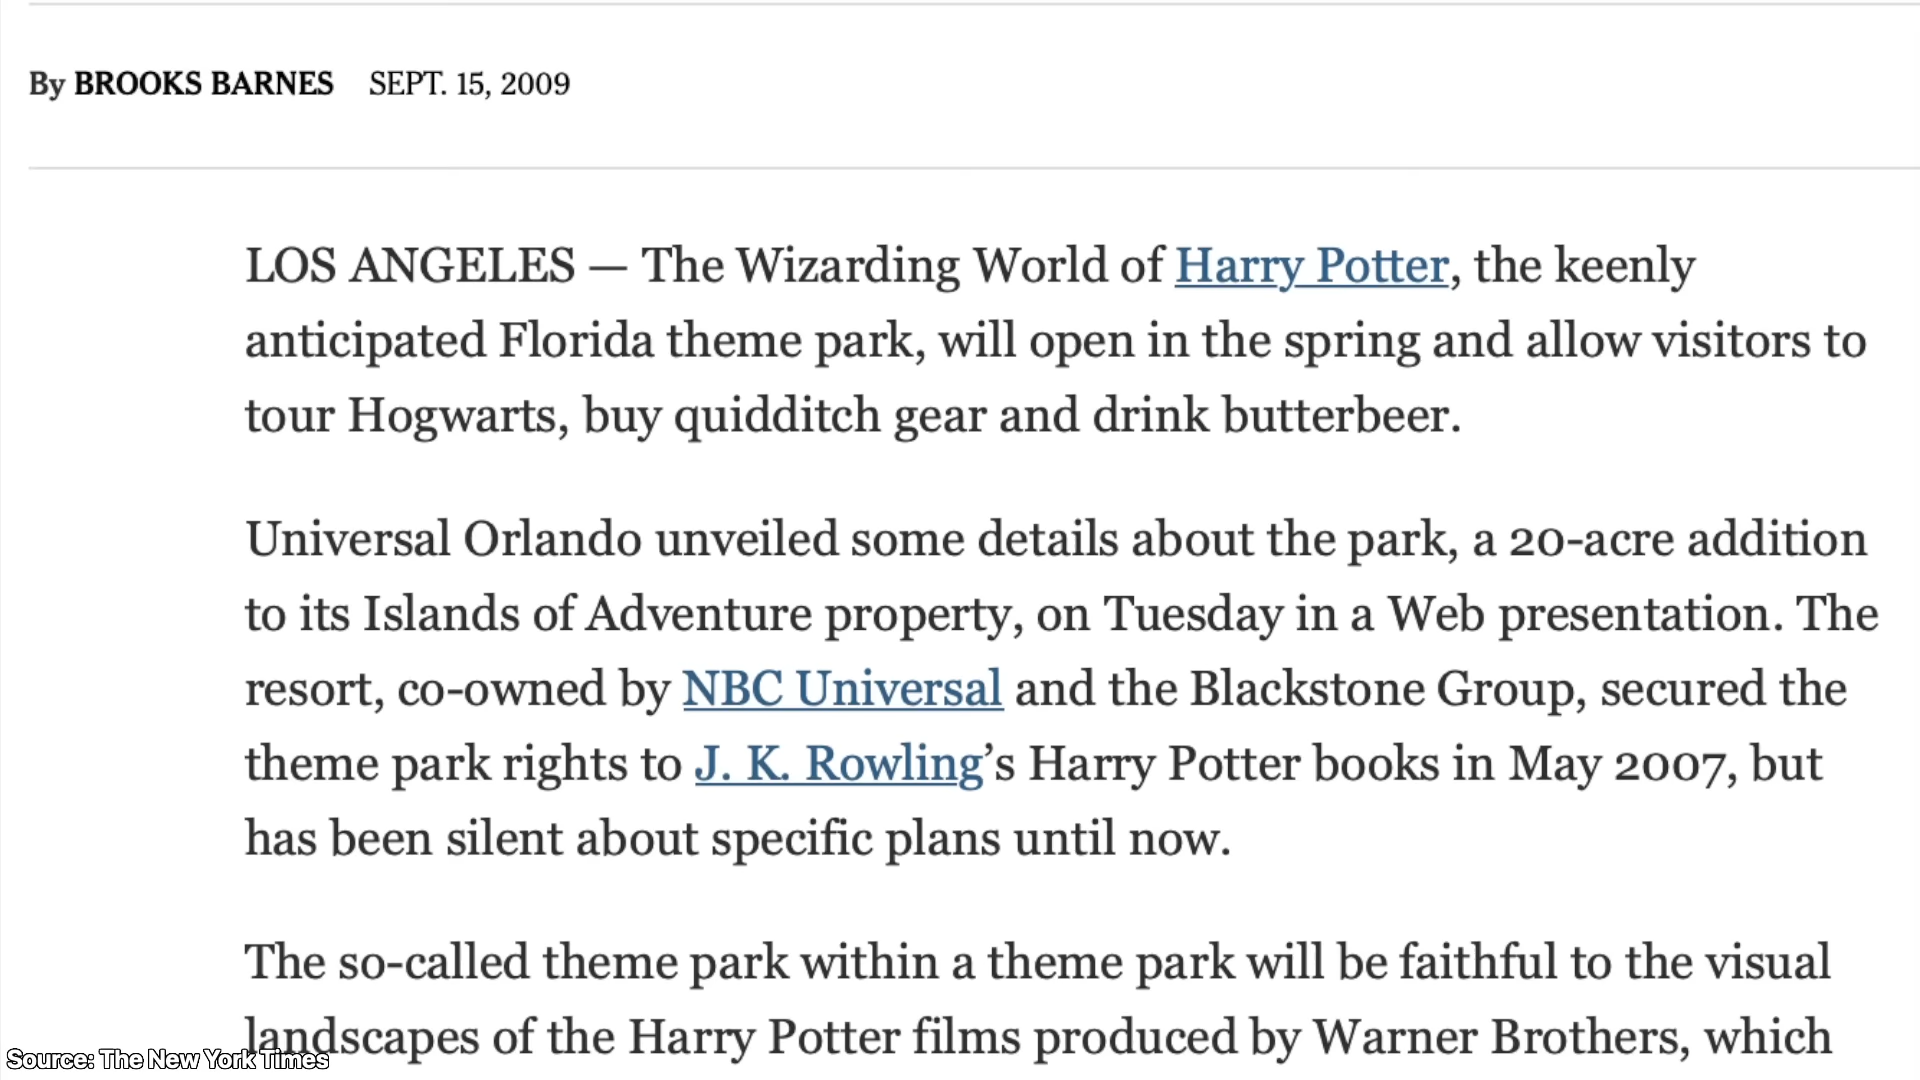 By BROOKS BARNES SEPT. 15, 2009
LOS ANGELES — The Wizarding World of Harry Potter, the keenly
anticipated Florida theme park, will open in the spring and allow visitors to
tour Hogwarts, buy quidditch gear and drink butterbeer.
Universal Orlando unveiled some details about the park, a 20-acre addition
to its Islands of Adventure property, on Tuesday in a Web presentation. The
resort, co-owned by NBC Universal and the Blackstone Group, secured the
theme park rights to J. K. Rowling’s Harry Potter books in May 2007, but
has been silent about specific plans until now.
The so-called theme park within a theme park will be faithful to the visual
landscapes of the Harry Potter films produced by Warner Brothers, which
Source: The New York Times